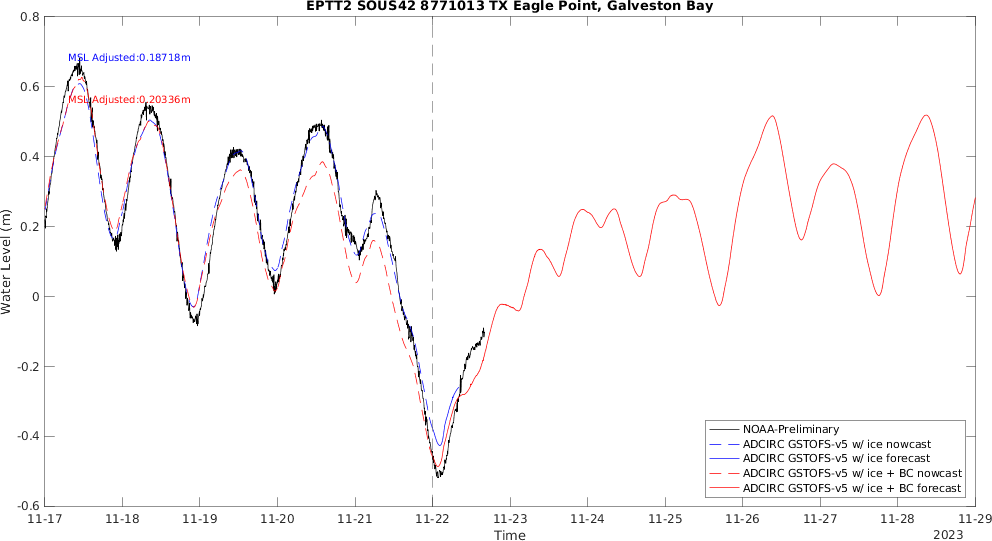 EPTT2 SOUS42 8771013 TX Eagle Point, Galveston Bay
0.8
MSL Adjusted:0.18718m
0.6
MSL Adjusted:0.20336m
0.4
0.2
0
-0.2
-0.4
-0.6
Water Level (m)
NOAA-Preliminary
ADCIRC GSTOFS-v5 w/ ice nowcast
ADCIRC GSTOFS-v5 w/ ice forecast
ADCIRC GSTOFS-v5 w/ice + BC nowcast
ADCIRC GSTOFS-v5 w/ice + BC forecast
11-17 11-18 11-19 11-20 11-21 11-22 11-23 11-24 11-25 11-26 11-27 11-28 11-29
Time
2023